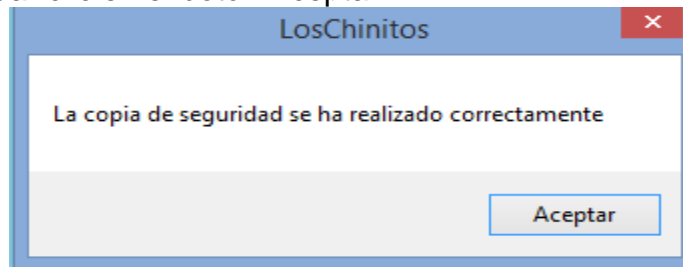 LosChinitos
La copia de seguridad se ha realizado correctamente
Aceptar